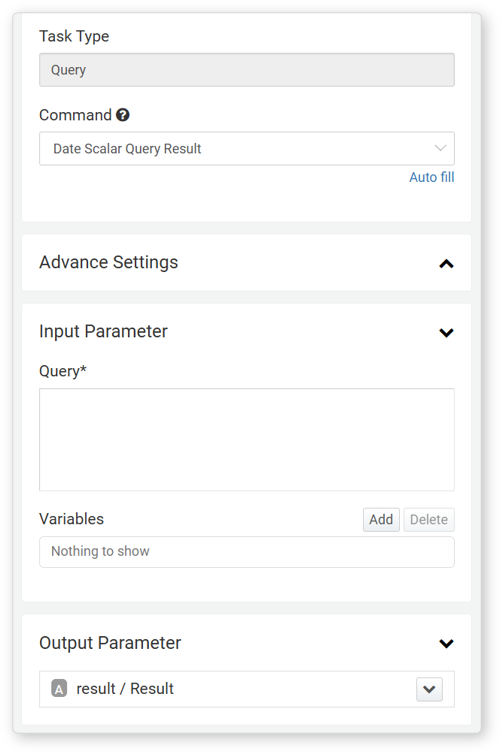 Task Type
Query
Command ?
Date Scalar Query Result
Auto fill
Advance Settings
Input Parameter
Query*
Variables Add Delete
Nothing to show
Output Parameter
A result / Result